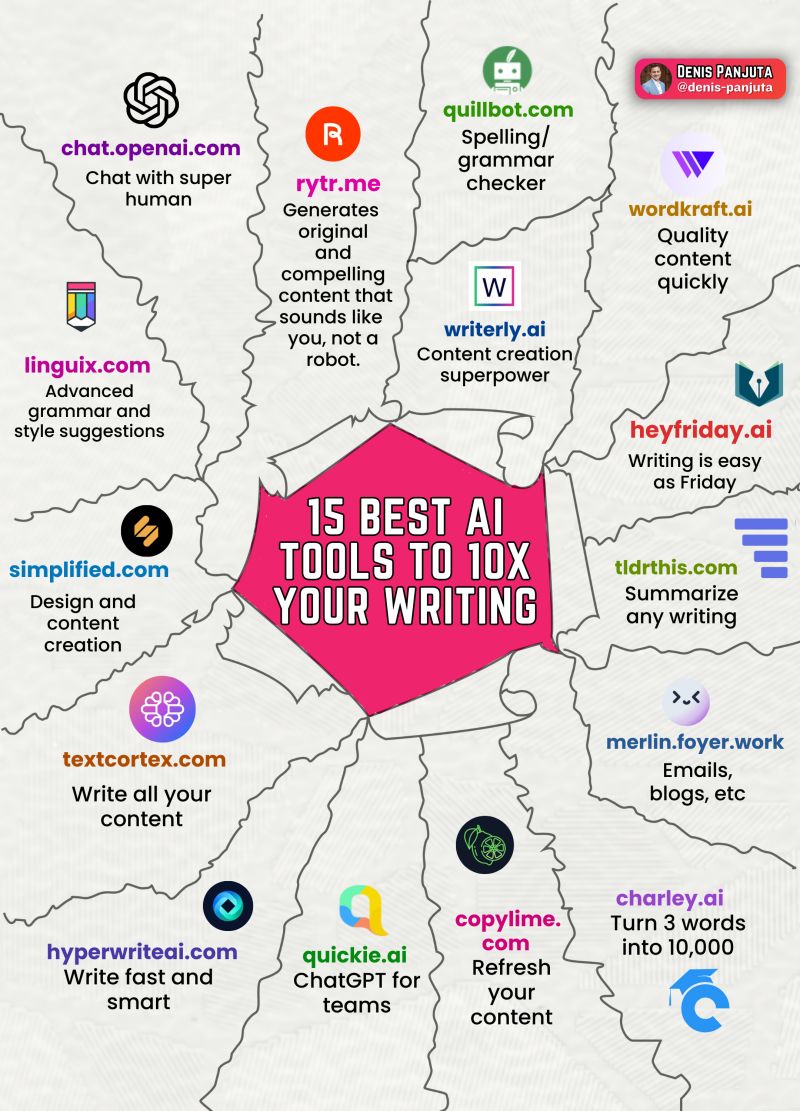 DENIS PANJUTA
@denis-panjuta
chat.openai.com
Chat with super
human
R
rytr.me
Generates
original
and
compelling
content that
sounds like
you, not a
robot.
quillbot.com
Spelling/
grammar
checker
wordkraft.ai
Quality
content
quickly
linguix.com
Advanced
grammar and
style suggestions
W
writerly.ai
Content creation
superpower
heyfriday.ai
Writing is easy
as Friday
15 BEST AI
TOOLS TO 10X
YOUR WRITING
simplified.com
Design and
content
creation
tldrthis.com
Summarize
any writing
textcortex.com
Write all your
content
merlin.foyer.work
Emails,
blogs, etc
hyperwriteai.com
Write fast and
smart
quickie.ai
ChatGPT for
teams
copylime.
com
Refresh
your
content
charley.ai
Turn 3 words
into 10,000